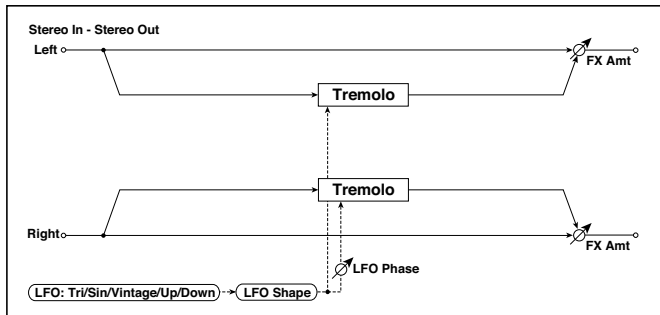 Stereo In - Stereo Out
Left
FX Amt
Tremolo
Tremolo
Right
FX Amt
LFO Phase
LFO: Tri/Sin/Vintage/Up/Down
LFO Shape